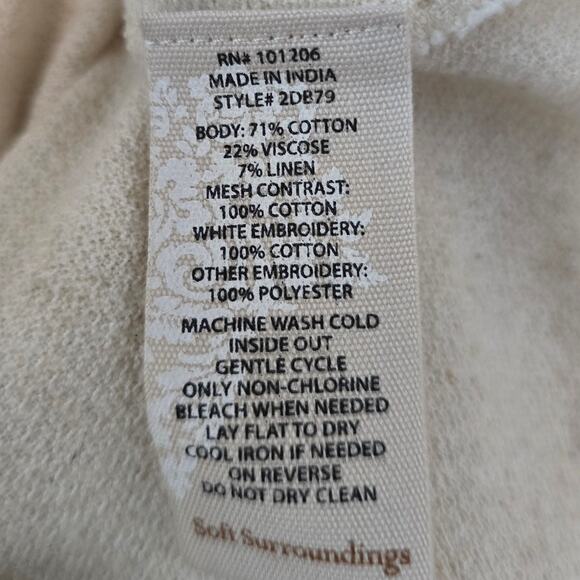 RN# 101206
MADE IN INDIA
STYLE# 2DB79
BODY: 71% COTTON
22% VISCOSE
7% LINEN
MESH CONTRAST:
100% COTTON
WHITE EMBROIDERY:
100% COTTON
OTHER EMBROIDERY:
100% POLYESTER
MACHINE WASH COLD
INSIDE OUT
GENTLE CYCLE
ONLY NON-CHLORINE
BLEACH WHEN NEEDED
LAY FLAT TO DRY
COOL IRON IF NEEDED
ON REVERSE
DO NOT DRY CLEAN
Soft Surroundings